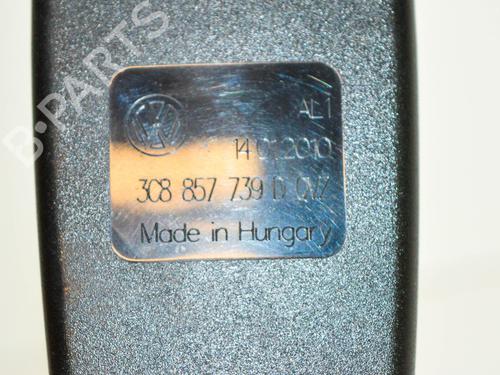 B-PARTS
AL1
14.01.2010
3C8 857 739 D QVZ
Made in Hungary